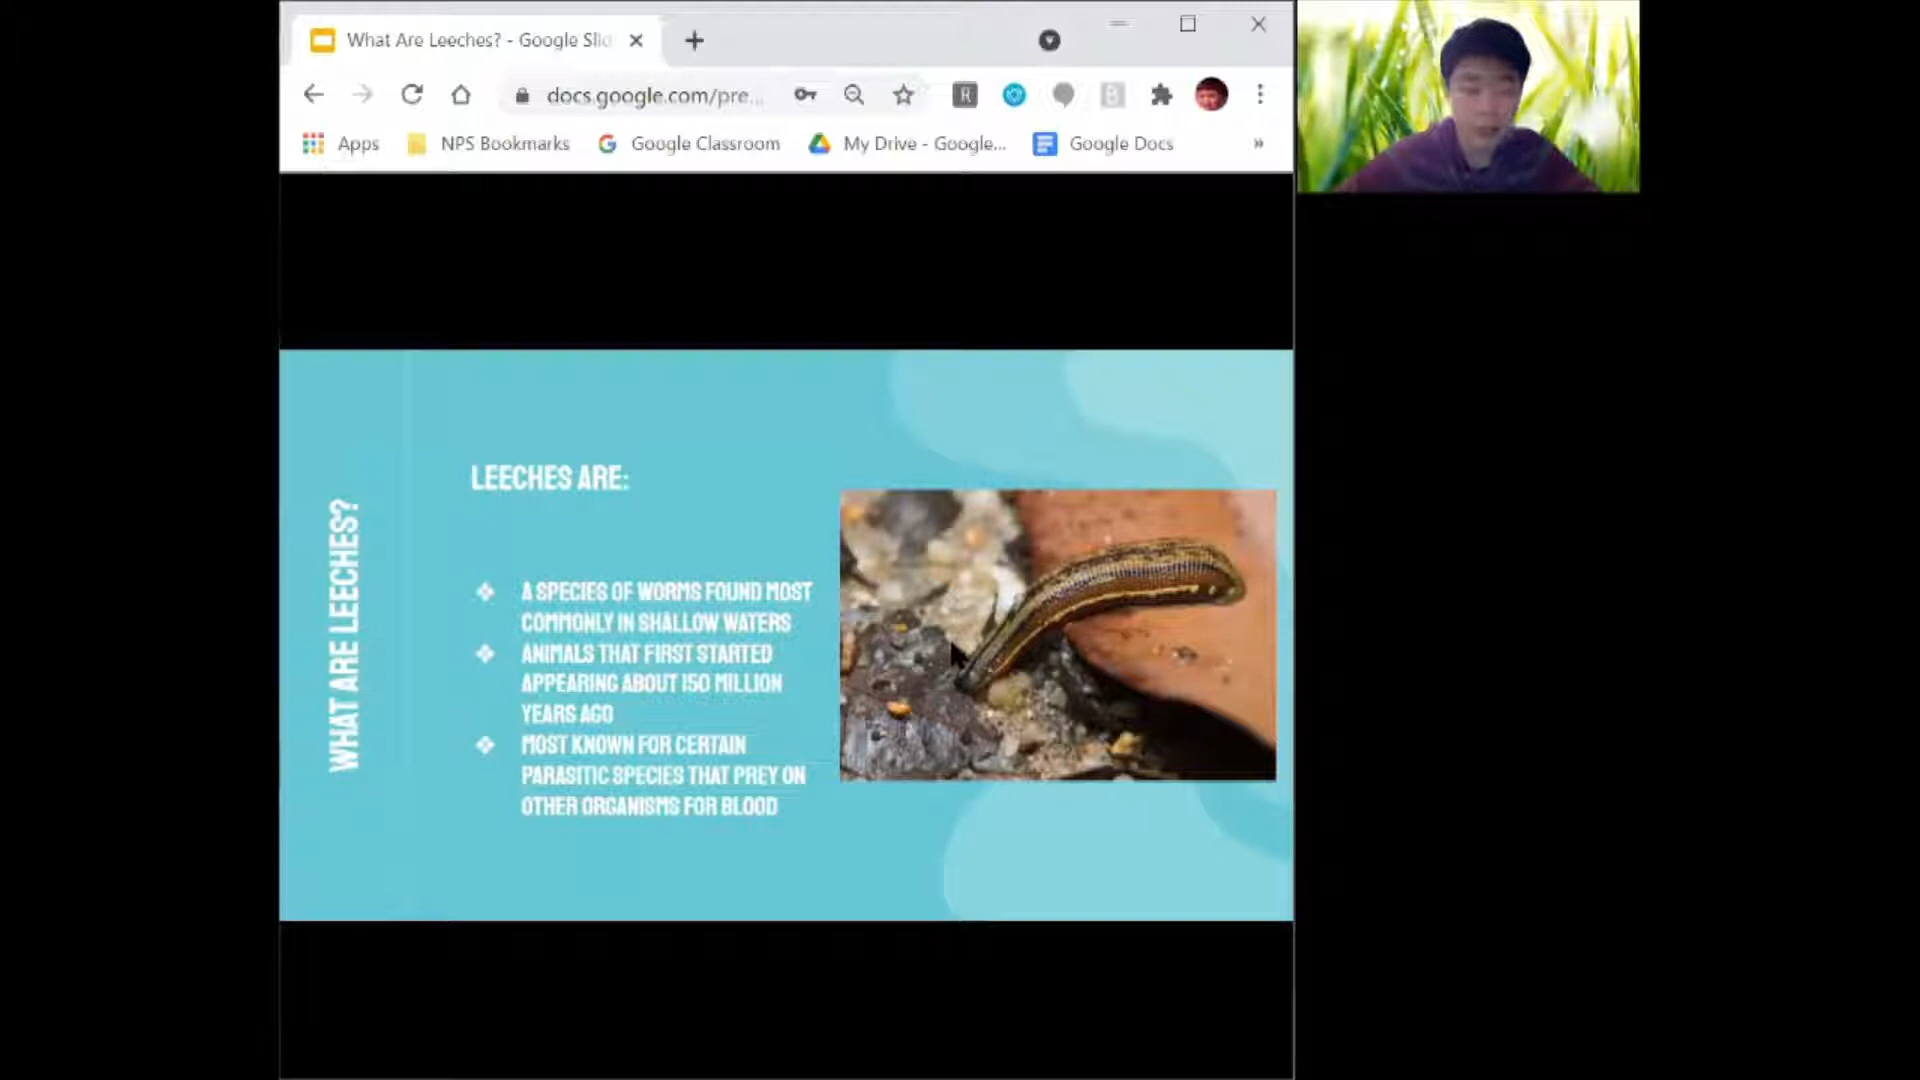 What Are Leeches? - Google Slid
docs.google.com/pre...
R
B
Apps
NPS Bookmarks
Google Classroom
My Drive - Google...
Google Docs
»
WHAT ARE LEECHES?
LEECHES ARE:
❖ A SPECIES OF WORMS FOUND MOST
COMMONLY IN SHALLOW WATERS
❖ ANIMALS THAT FIRST STARTED
APPEARING ABOUT 150 MILLION
YEARS AGO
❖ MOST KNOWN FOR CERTAIN
PARASITIC SPECIES THAT PREY ON
OTHER ORGANISMS FOR BLOOD